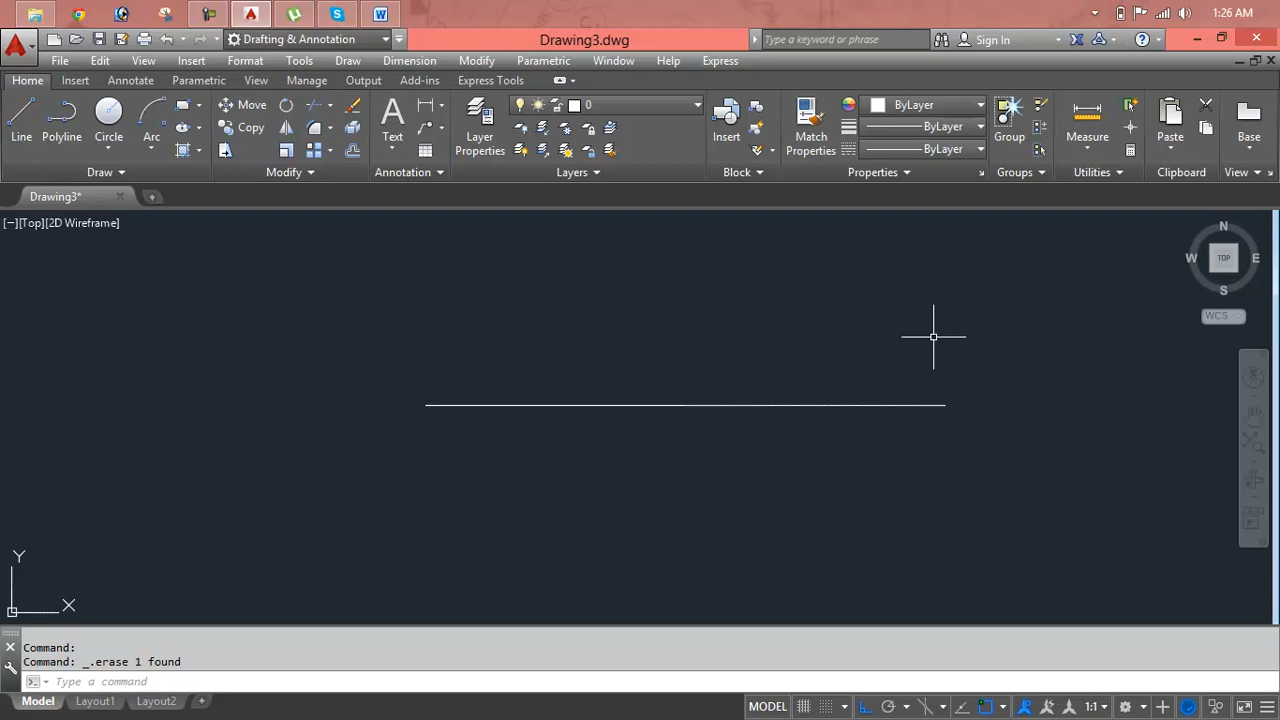 1:26 AM
Drafting & Annotation
Drawing3.dwg
Type a keyword or phrase
Sign In
File Edit View Insert Format Tools Draw Dimension Modify Parametric Window Help Express
Home Insert Annotate Parametric View Manage Output Add-ins Express Tools
Line Polyline Circle Arc
Move
Copy
Text
Layer Properties
0
Insert
Match Properties
ByLayer
ByLayer
ByLayer
Group
Measure
Paste
Base
Draw Modify Annotation Layers Block Properties Groups Utilities Clipboard View
Drawing3*
[−][Top][2D Wireframe]
N
W TOP E
S
WCS
Y
X
Command:
Command: _.erase 1 found
Type a command
Model Layout1 Layout2 +
MODEL 1:1